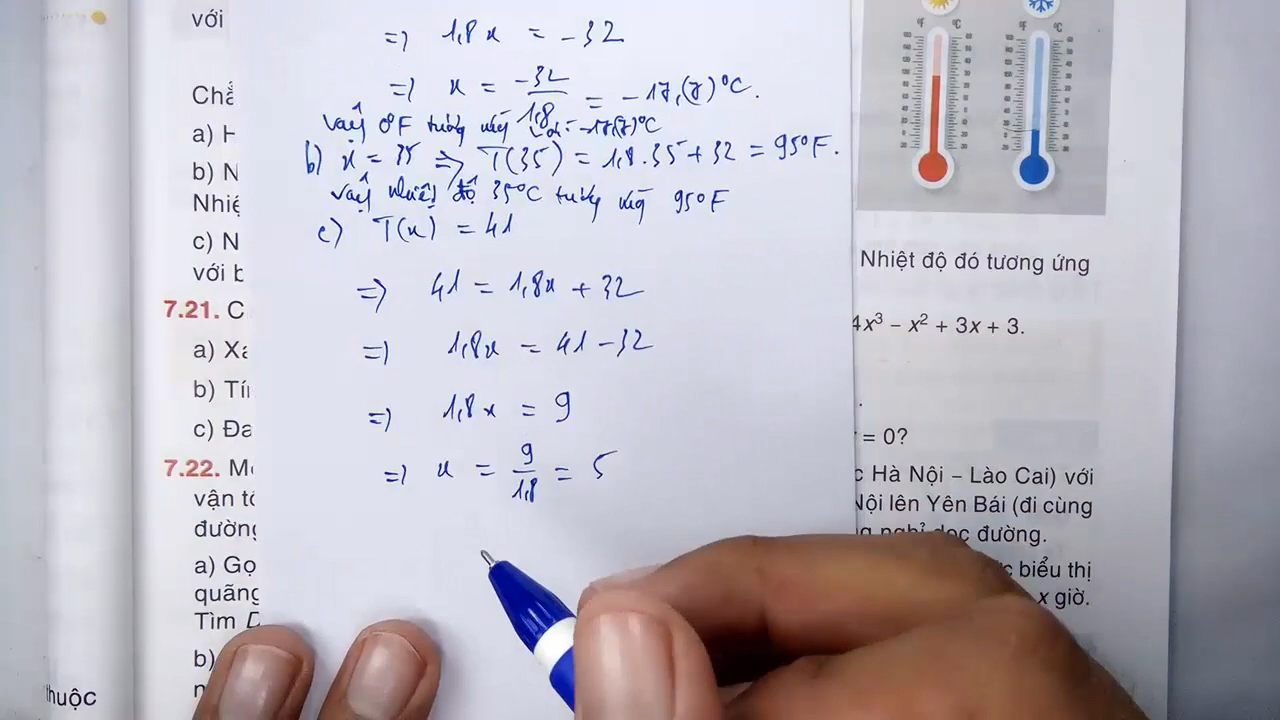 với
=> 1,8x = -32
=> x = -32/1,8 = -17,(7)°C.
Vậy 0°F tương ứng với -17,(7)°C
b) x = 35 => T(35) = 1,8.35 + 32 = 95°F.
Vậy nhiệt độ 35°C tương ứng 95°F
c) T(x) = 41
=> 41 = 1,8x + 32
=> 1,8x = 41 - 32
=> 1,8x = 9
=> x = 9/1,8 = 5
a) H
b) N
Nhiệ
c) N
với b
7.21. C
a) Xá
b) Tí
c) Đa
7.22. M
vận tố
đường
a) Gọ
quãng
Tìm
b)
thuộc
°F °C °F °C
Nhiệt độ đó tương ứng
4x³ – x² + 3x + 3.
= 0?
Hà Nội – Lào Cai) với
Nội lên Yên Bái (đi cùng
nghỉ dọc đường.
biểu thị
x giờ.